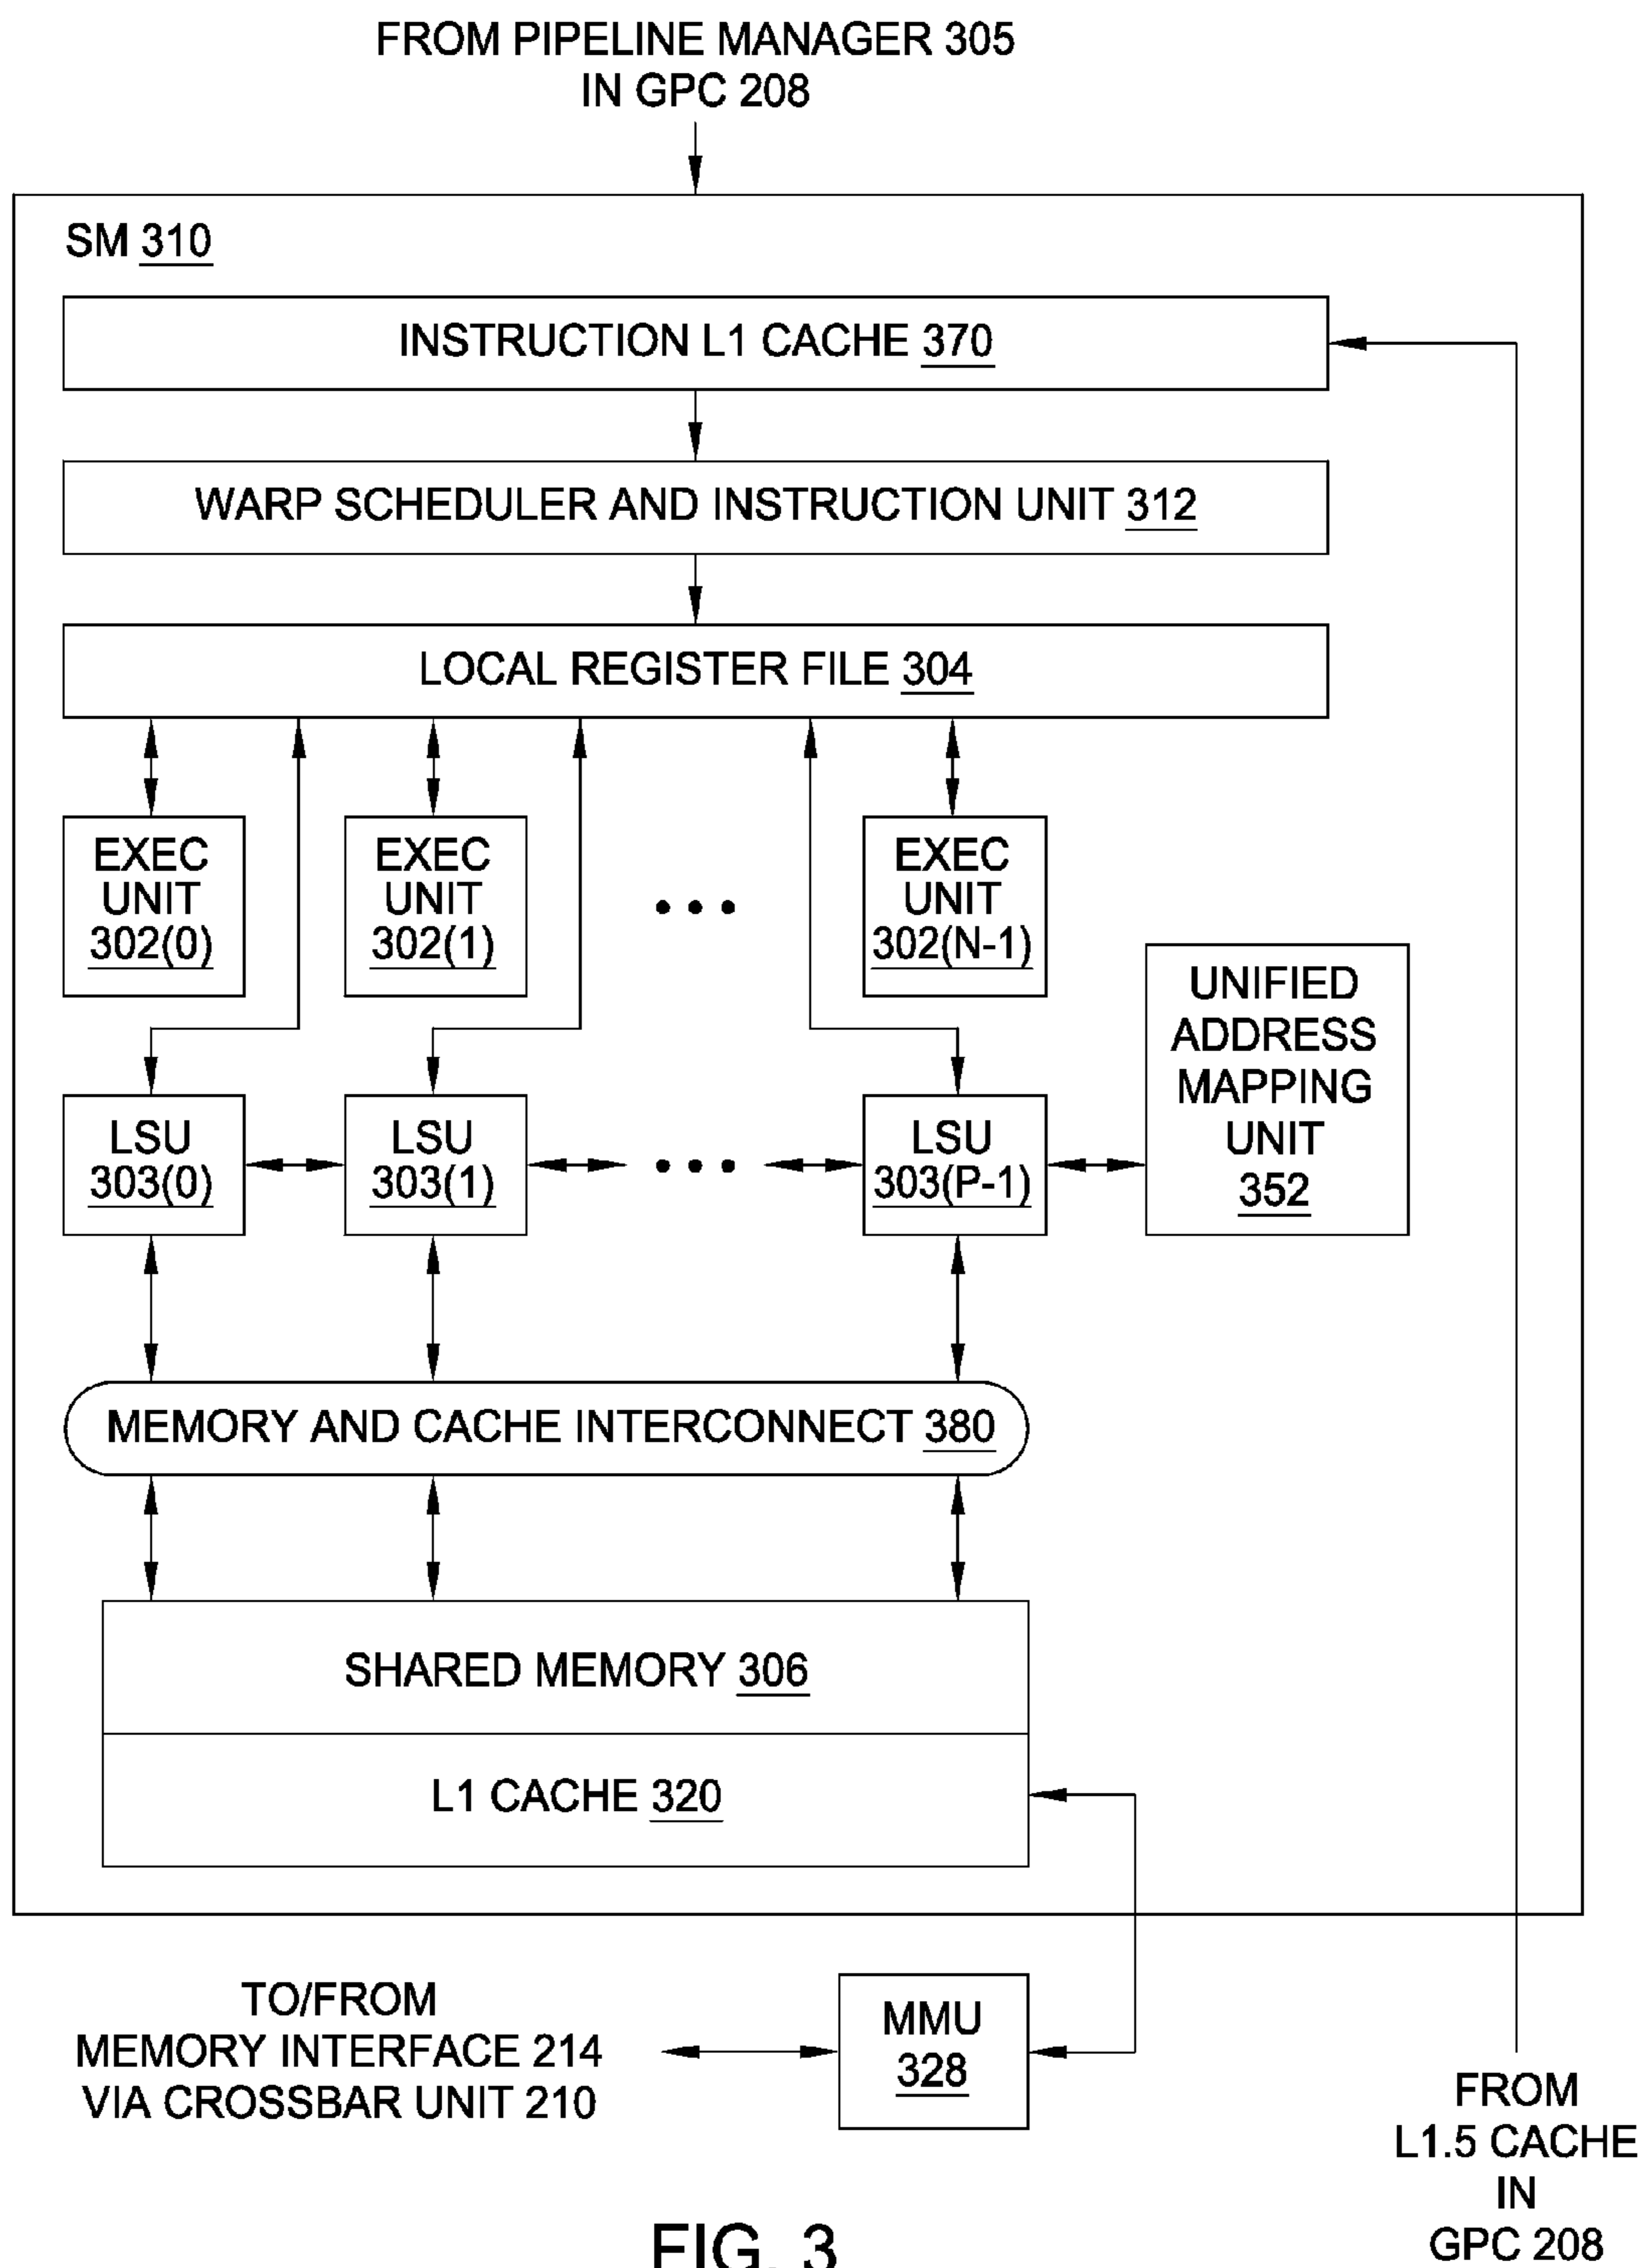 FROM PIPELINE MANAGER 305
IN GPC 208
SM 310
INSTRUCTION L1 CACHE 370
WARP SCHEDULER AND INSTRUCTION UNIT 312
LOCAL REGISTER FILE 304
EXEC
UNIT
302(0)
EXEC
UNIT
302(1)
EXEC
UNIT
302(N-1)
UNIFIED
ADDRESS
MAPPING
UNIT
352
LSU
303(0)
LSU
303(1)
LSU
303(P-1)
MEMORY AND CACHE INTERCONNECT 380
SHARED MEMORY 306
L1 CACHE 320
TO/FROM
MEMORY INTERFACE 214
VIA CROSSBAR UNIT 210
MMU
328
FROM
L1.5 CACHE
IN
GPC 208
FIG. 3